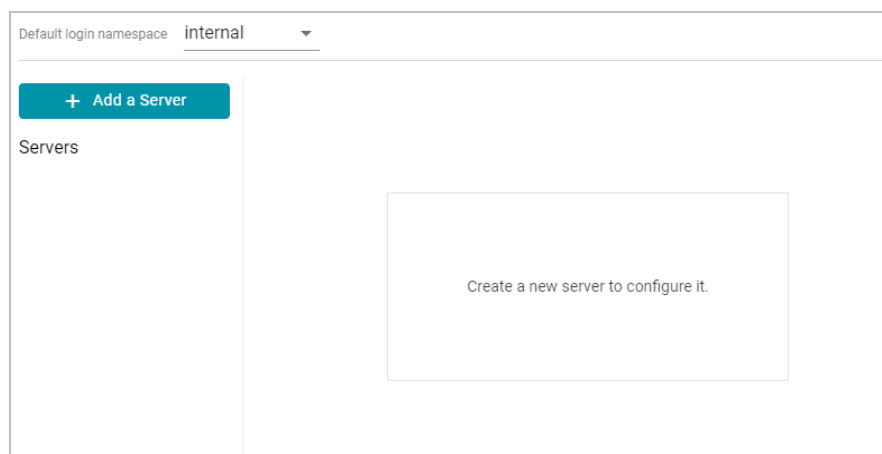 Default login namespace internal
+ Add a Server
Servers
Create a new server to configure it.